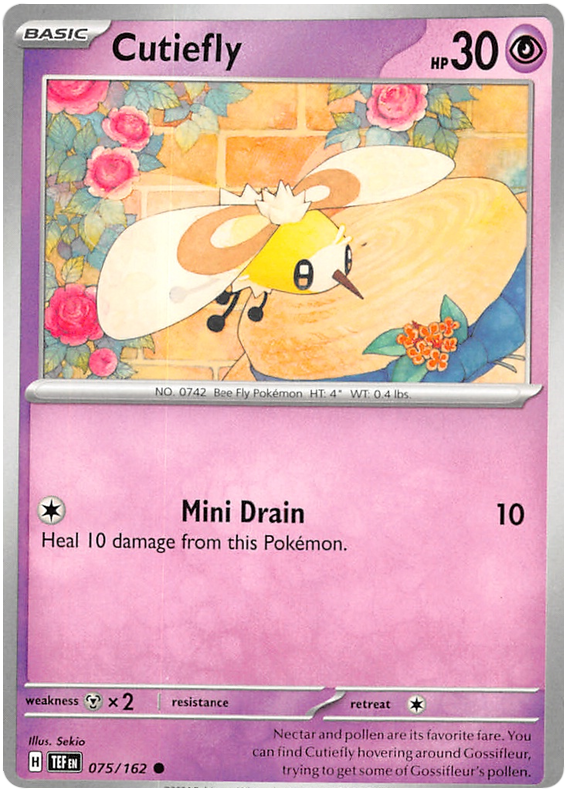 BASIC
Cutiefly
HP 30
NO. 0742 Bee Fly Pokémon HT: 4" WT: 0.4 lbs.
Mini Drain 10
Heal 10 damage from this Pokémon.
weakness ×2 resistance retreat
Illus. Sekio
Nectar and pollen are its favorite fare. You
can find Cutiefly hovering around Gossifleur,
trying to get some of Gossifleur's pollen.
H TEF EN 075/162